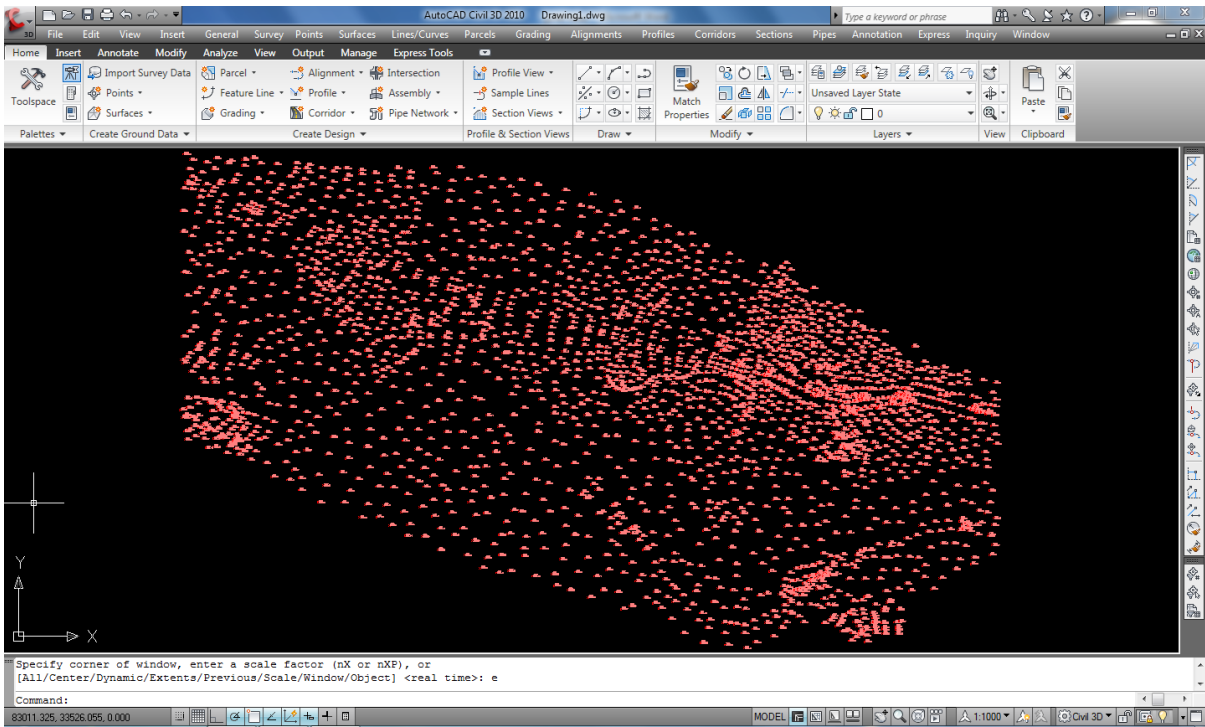 AutoCAD Civil 3D 2010 Drawing1.dwg
Type a keyword or phrase
3D File Edit View Insert General Survey Points Surfaces Lines/Curves Parcels Grading Alignments Profiles Corridors Sections Pipes Annotation Express Inquiry Window
Home Insert Annotate Modify Analyze View Output Manage Express Tools
Toolspace
Import Survey Data
Points
Surfaces
Parcel
Feature Line
Grading
Alignment
Profile
Corridor
Intersection
Assembly
Pipe Network
Profile View
Sample Lines
Section Views
Match
Properties
Unsaved Layer State
0
Paste
Palettes Create Ground Data Create Design Profile & Section Views Draw Modify Layers View Clipboard
Y
X
Specify corner of window, enter a scale factor (nX or nXP), or
[All/Center/Dynamic/Extents/Previous/Scale/Window/Object] <real time>: e
Command:
83011.325, 33526.055, 0.000 MODEL 1:1000 Civil 3D